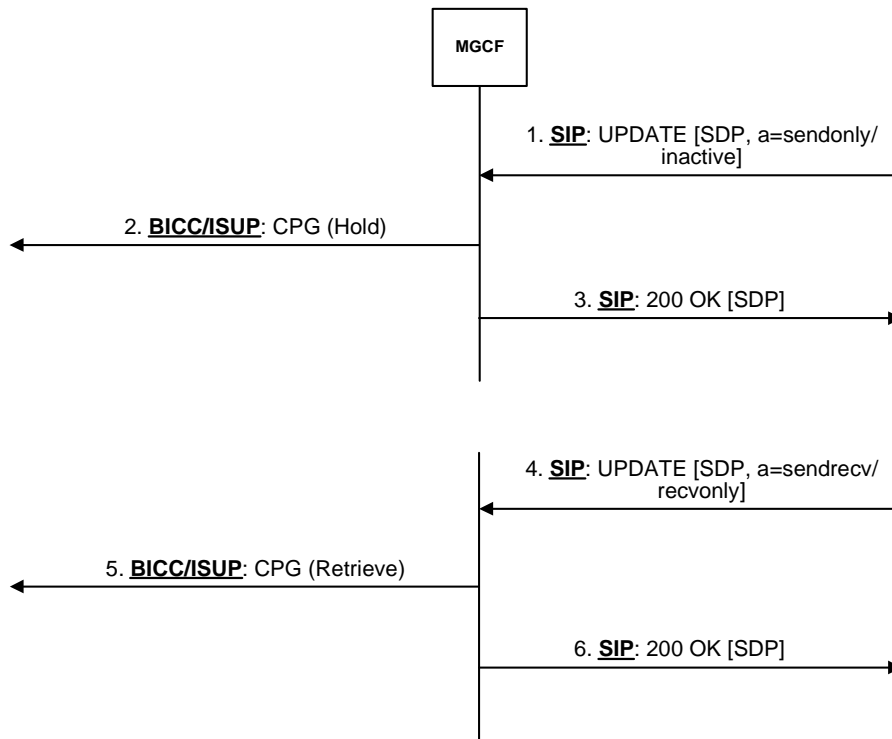 MGCF
1. SIP: UPDATE [SDP, a=sendonly/
inactive]
2. BICC/ISUP: CPG (Hold)
3. SIP: 200 OK [SDP]
4. SIP: UPDATE [SDP, a=sendrecv/
recvonly]
5. BICC/ISUP: CPG (Retrieve)
6. SIP: 200 OK [SDP]